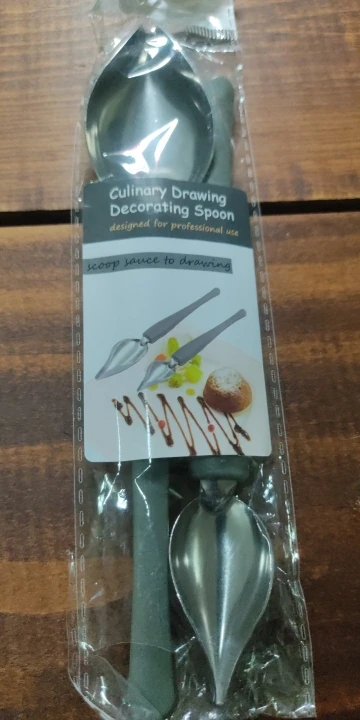 Culinary Drawing
Decorating Spoon
designed for professional use
scoop sauce to drawing